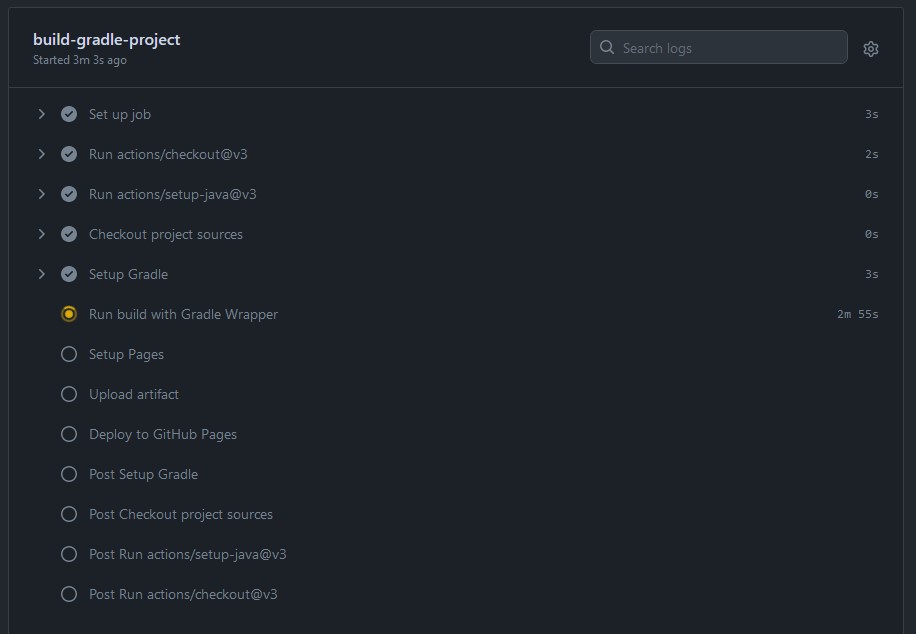 build-gradle-project
Started 3m 3s ago
Search logs
Set up job 3s
Run actions/checkout@v3 2s
Run actions/setup-java@v3 0s
Checkout project sources 0s
Setup Gradle 3s
Run build with Gradle Wrapper 2m 55s
Setup Pages
Upload artifact
Deploy to GitHub Pages
Post Setup Gradle
Post Checkout project sources
Post Run actions/setup-java@v3
Post Run actions/checkout@v3